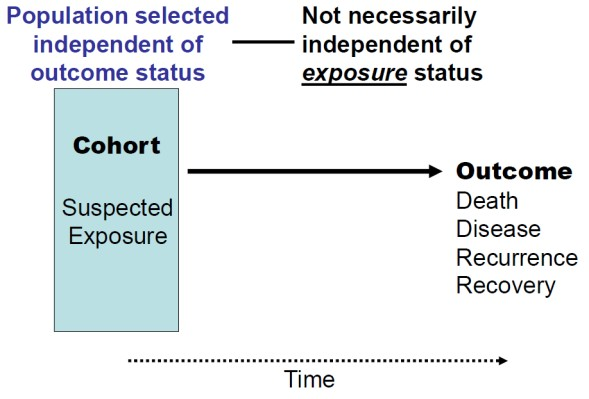 Population selected
independent of
outcome status
Not necessarily
independent of
exposure status
Cohort
Suspected
Exposure
Outcome
Death
Disease
Recurrence
Recovery
Time